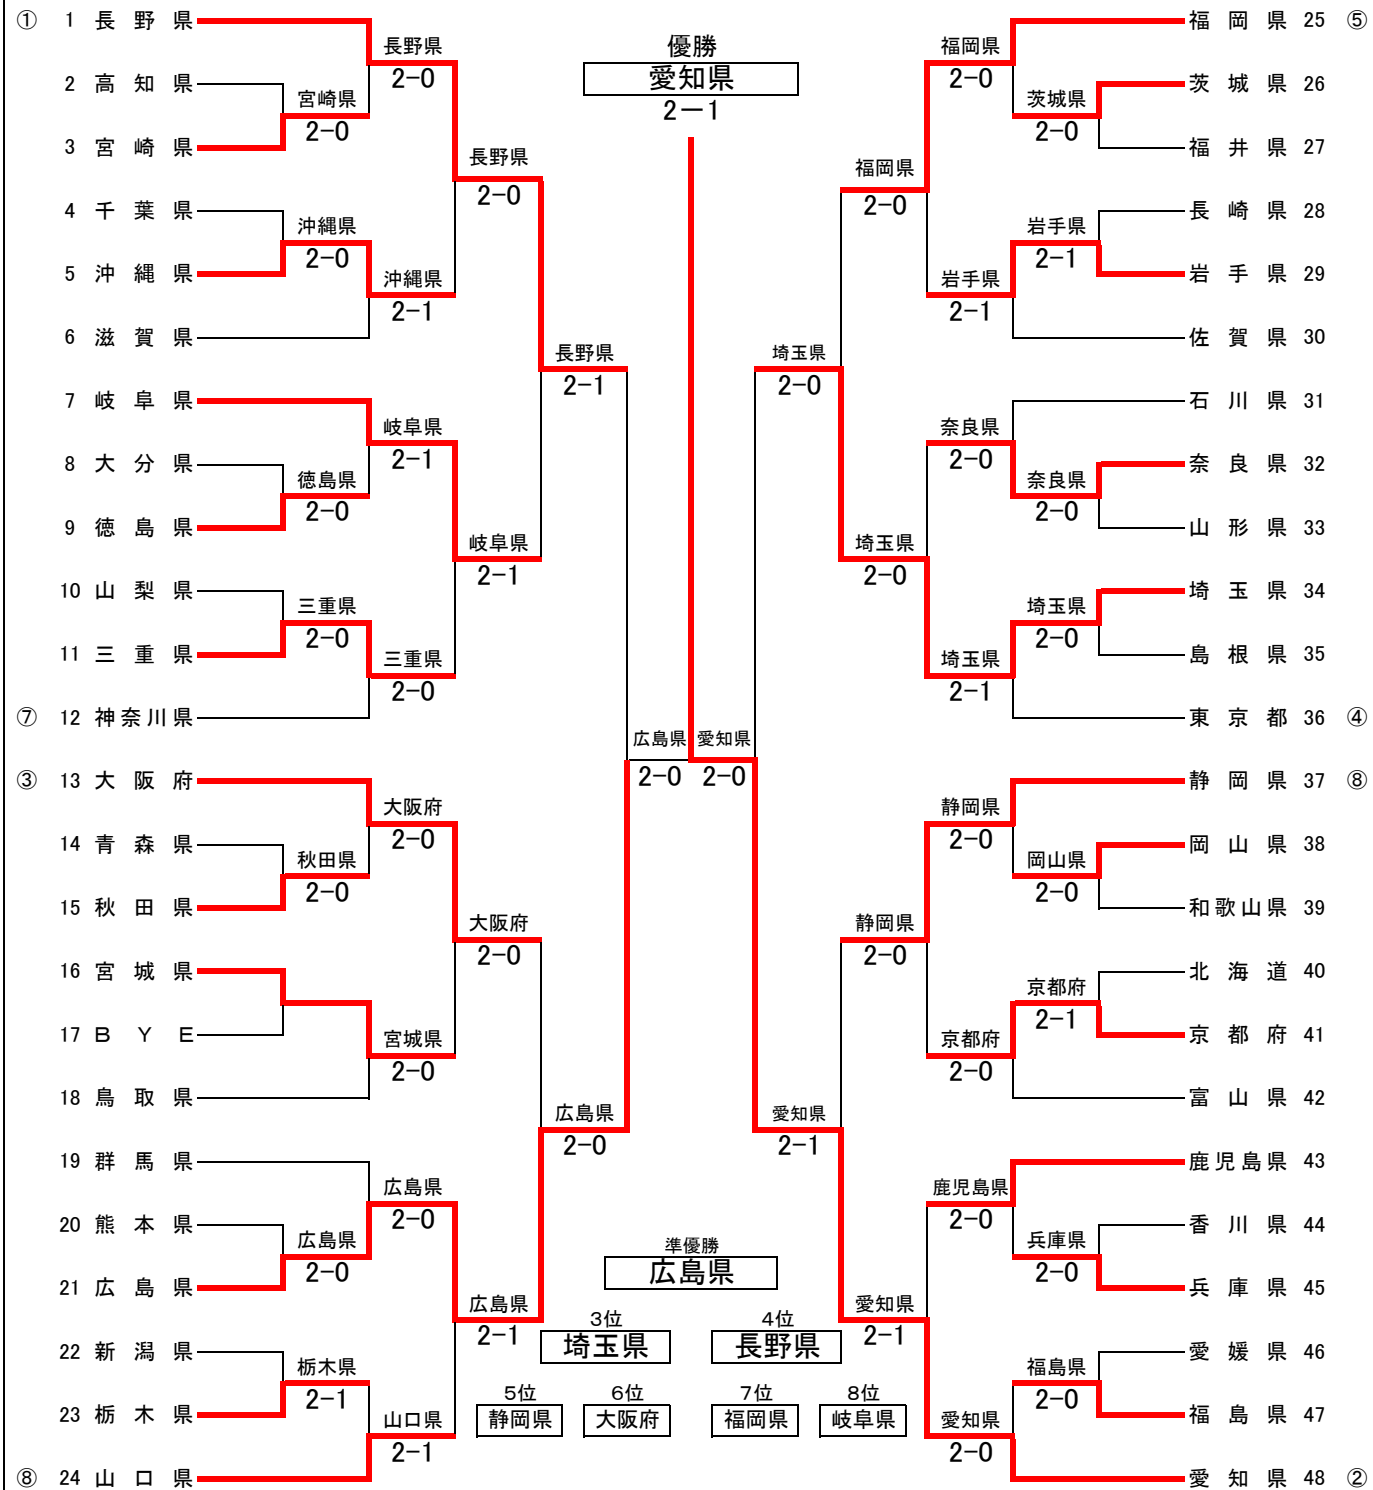 ① 1 長野県
2 高知県
3 宮崎県
4 千葉県
5 沖縄県
6 滋賀県
7 岐阜県
8 大分県
9 徳島県
10 山梨県
11 三重県
⑦ 12 神奈川県
③ 13 大阪府
14 青森県
15 秋田県
16 宮城県
17 BYE
18 鳥取県
19 群馬県
20 熊本県
21 広島県
22 新潟県
23 栃木県
⑧ 24 山口県
宮崎県
2-0
沖縄県
2-0
徳島県
2-0
三重県
2-0
秋田県
2-0
広島県
2-0
栃木県
2-1
長野県
2-0
沖縄県
2-1
岐阜県
2-1
三重県
2-0
大阪府
2-0
宮城県
2-0
広島県
2-0
山口県
2-1
長野県
2-0
岐阜県
2-1
大阪府
2-0
広島県
2-1
長野県
2-1
広島県
2-0
広島県
2-0
優勝
愛知県
2－1
愛知県
2-0
準優勝
広島県
3位
埼玉県
4位
長野県
5位
静岡県
6位
大阪府
7位
福岡県
8位
岐阜県
埼玉県
2-0
愛知県
2-1
福岡県
2-0
埼玉県
2-0
静岡県
2-0
愛知県
2-1
福岡県
2-0
岩手県
2-1
奈良県
2-0
埼玉県
2-1
静岡県
2-0
京都府
2-0
鹿児島県
2-0
愛知県
2-0
茨城県
2-0
岩手県
2-1
奈良県
2-0
埼玉県
2-0
岡山県
2-0
京都府
2-1
兵庫県
2-0
福島県
2-0
福岡県 25 ⑤
茨城県 26
福井県 27
長崎県 28
岩手県 29
佐賀県 30
石川県 31
奈良県 32
山形県 33
埼玉県 34
島根県 35
東京都 36 ④
静岡県 37 ⑧
岡山県 38
和歌山県 39
北海道 40
京都府 41
富山県 42
鹿児島県 43
香川県 44
兵庫県 45
愛媛県 46
福島県 47
愛知県 48 ②